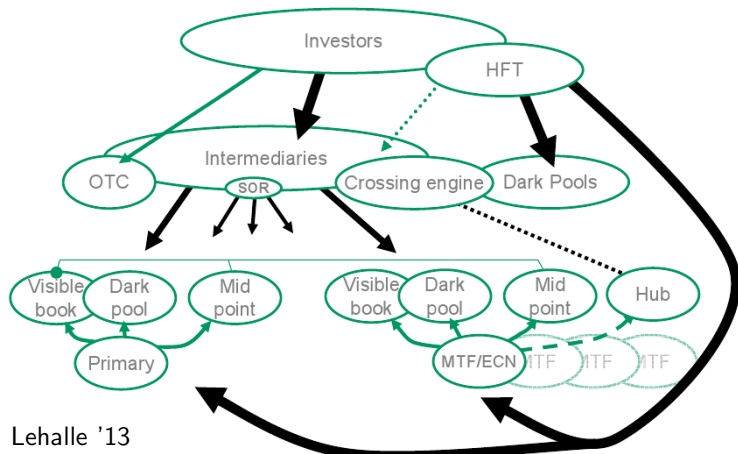 Investors
HFT
Intermediaries
OTC
SOR
Crossing engine
Dark Pools
Visible
book
Dark
pool
Mid
point
Visible
book
Dark
pool
Mid
point
Hub
Primary
MTF/ECN
MTF
MTF
MTF
Lehalle '13